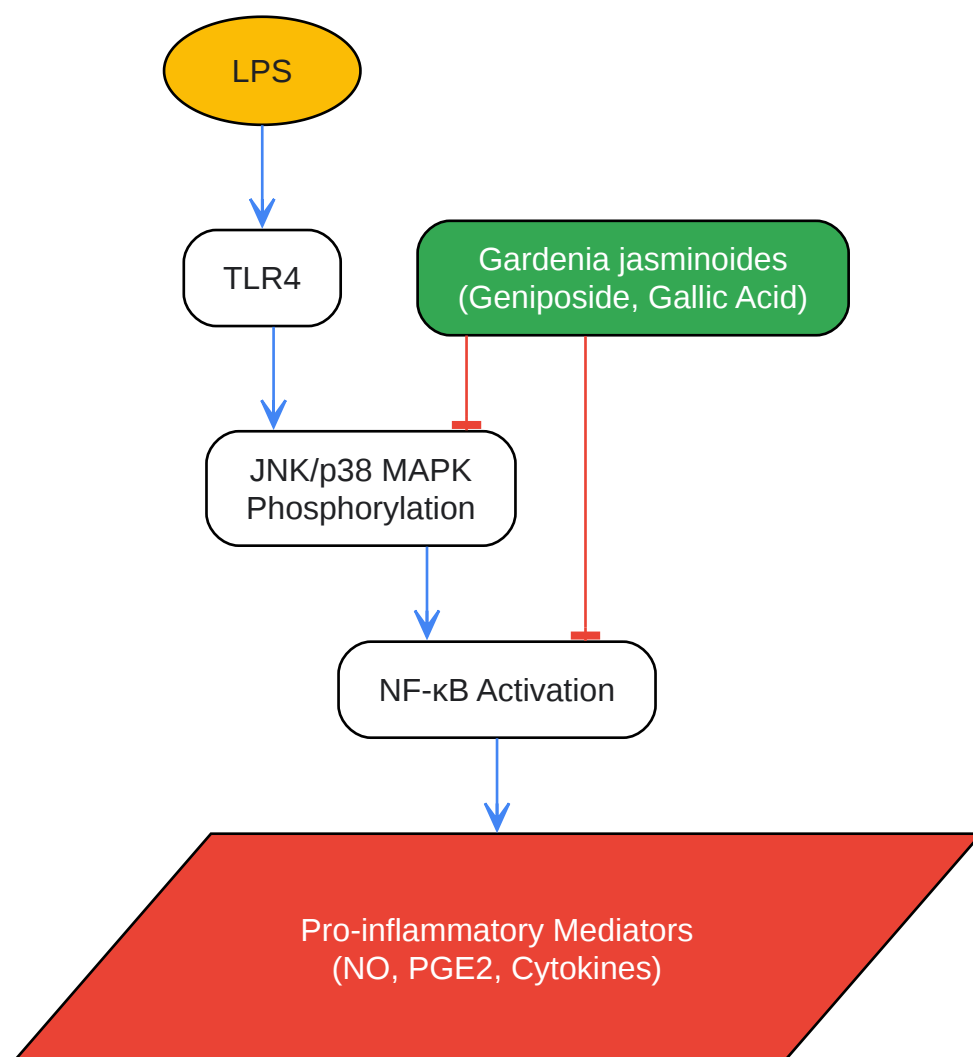 LPS
TLR4
Gardenia jasminoides
(Geniposide, Gallic Acid)
JNK/p38 MAPK
Phosphorylation
NF-κB Activation
Pro-inflammatory Mediators
(NO, PGE2, Cytokines)